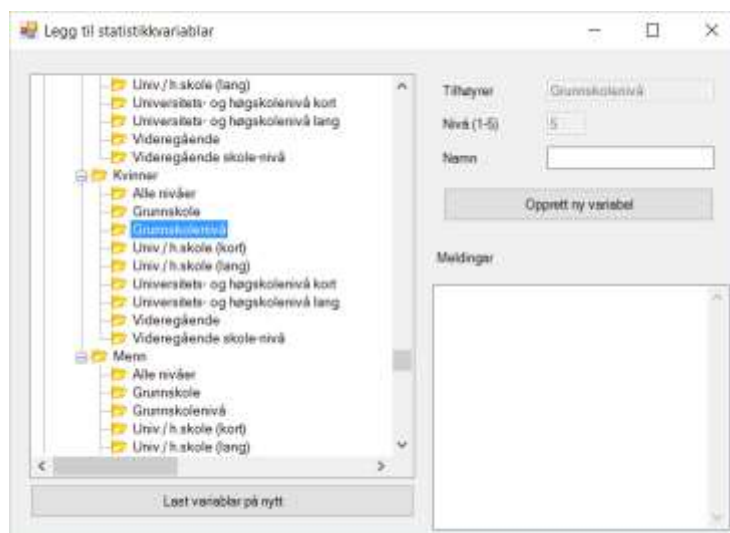 Legg til statistikkvariablar
Univ./ h.skole (lang)
Universitets- og høgskolenivå kort
Universitets- og høgskolenivå lang
Videregående
Videregående skole-nivå
Kvinner
Alle nivåer
Grunnskole
Grunnskolenivå
Univ./ h.skole (kort)
Univ./ h.skole (lang)
Universitets- og høgskolenivå kort
Universitets- og høgskolenivå lang
Videregående
Videregående skole-nivå
Menn
Alle nivåer
Grunnskole
Grunnskolenivå
Univ./ h.skole (kort)
Univ./ h.skole (lang)
Last variablar på nytt
Tilhøyrer Grunnskolenivå
Nivå (1-5) 5
Namn
Opprett ny variabel
Meldingar